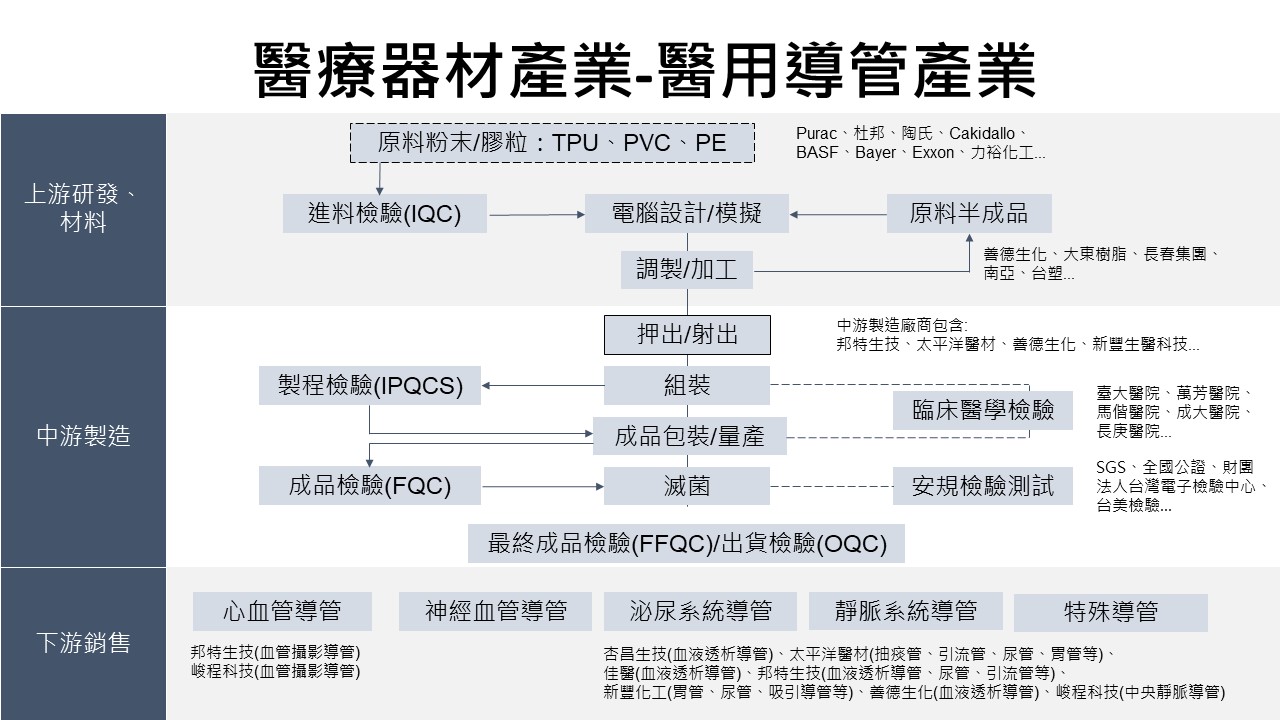 醫療器材產業-醫用導管產業
上游研發、
材料
原料粉末/膠粒：TPU、PVC、PE
Purac、杜邦、陶氏、Cakidallo、
BASF、Bayer、Exxon、力裕化工...
進料檢驗(IQC)
電腦設計/模擬
原料半成品
調製/加工
善德生化、大東樹脂、長春集團、
南亞、台塑...
中游製造
押出/射出
中游製造廠商包含:
邦特生技、太平洋醫材、善德生化、新豐生醫科技...
製程檢驗(IPQCS)
組裝
臨床醫學檢驗
臺大醫院、萬芳醫院、
馬偕醫院、成大醫院、
長庚醫院...
成品包裝/量產
成品檢驗(FQC)
滅菌
安規檢驗測試
SGS、全國公證、財團
法人台灣電子檢驗中心、
台美檢驗...
最終成品檢驗(FFQC)/出貨檢驗(OQC)
下游銷售
心血管導管
神經血管導管
泌尿系統導管
靜脈系統導管
特殊導管
邦特生技(血管攝影導管)
峻程科技(血管攝影導管)
杏昌生技(血液透析導管)、太平洋醫材(抽痰管、引流管、尿管、胃管等)、
佳醫(血液透析導管)、邦特生技(血液透析導管、尿管、引流管等)、
新豐化工(胃管、尿管、吸引導管等)、善德生化(血液透析導管)、峻程科技(中央靜脈導管)